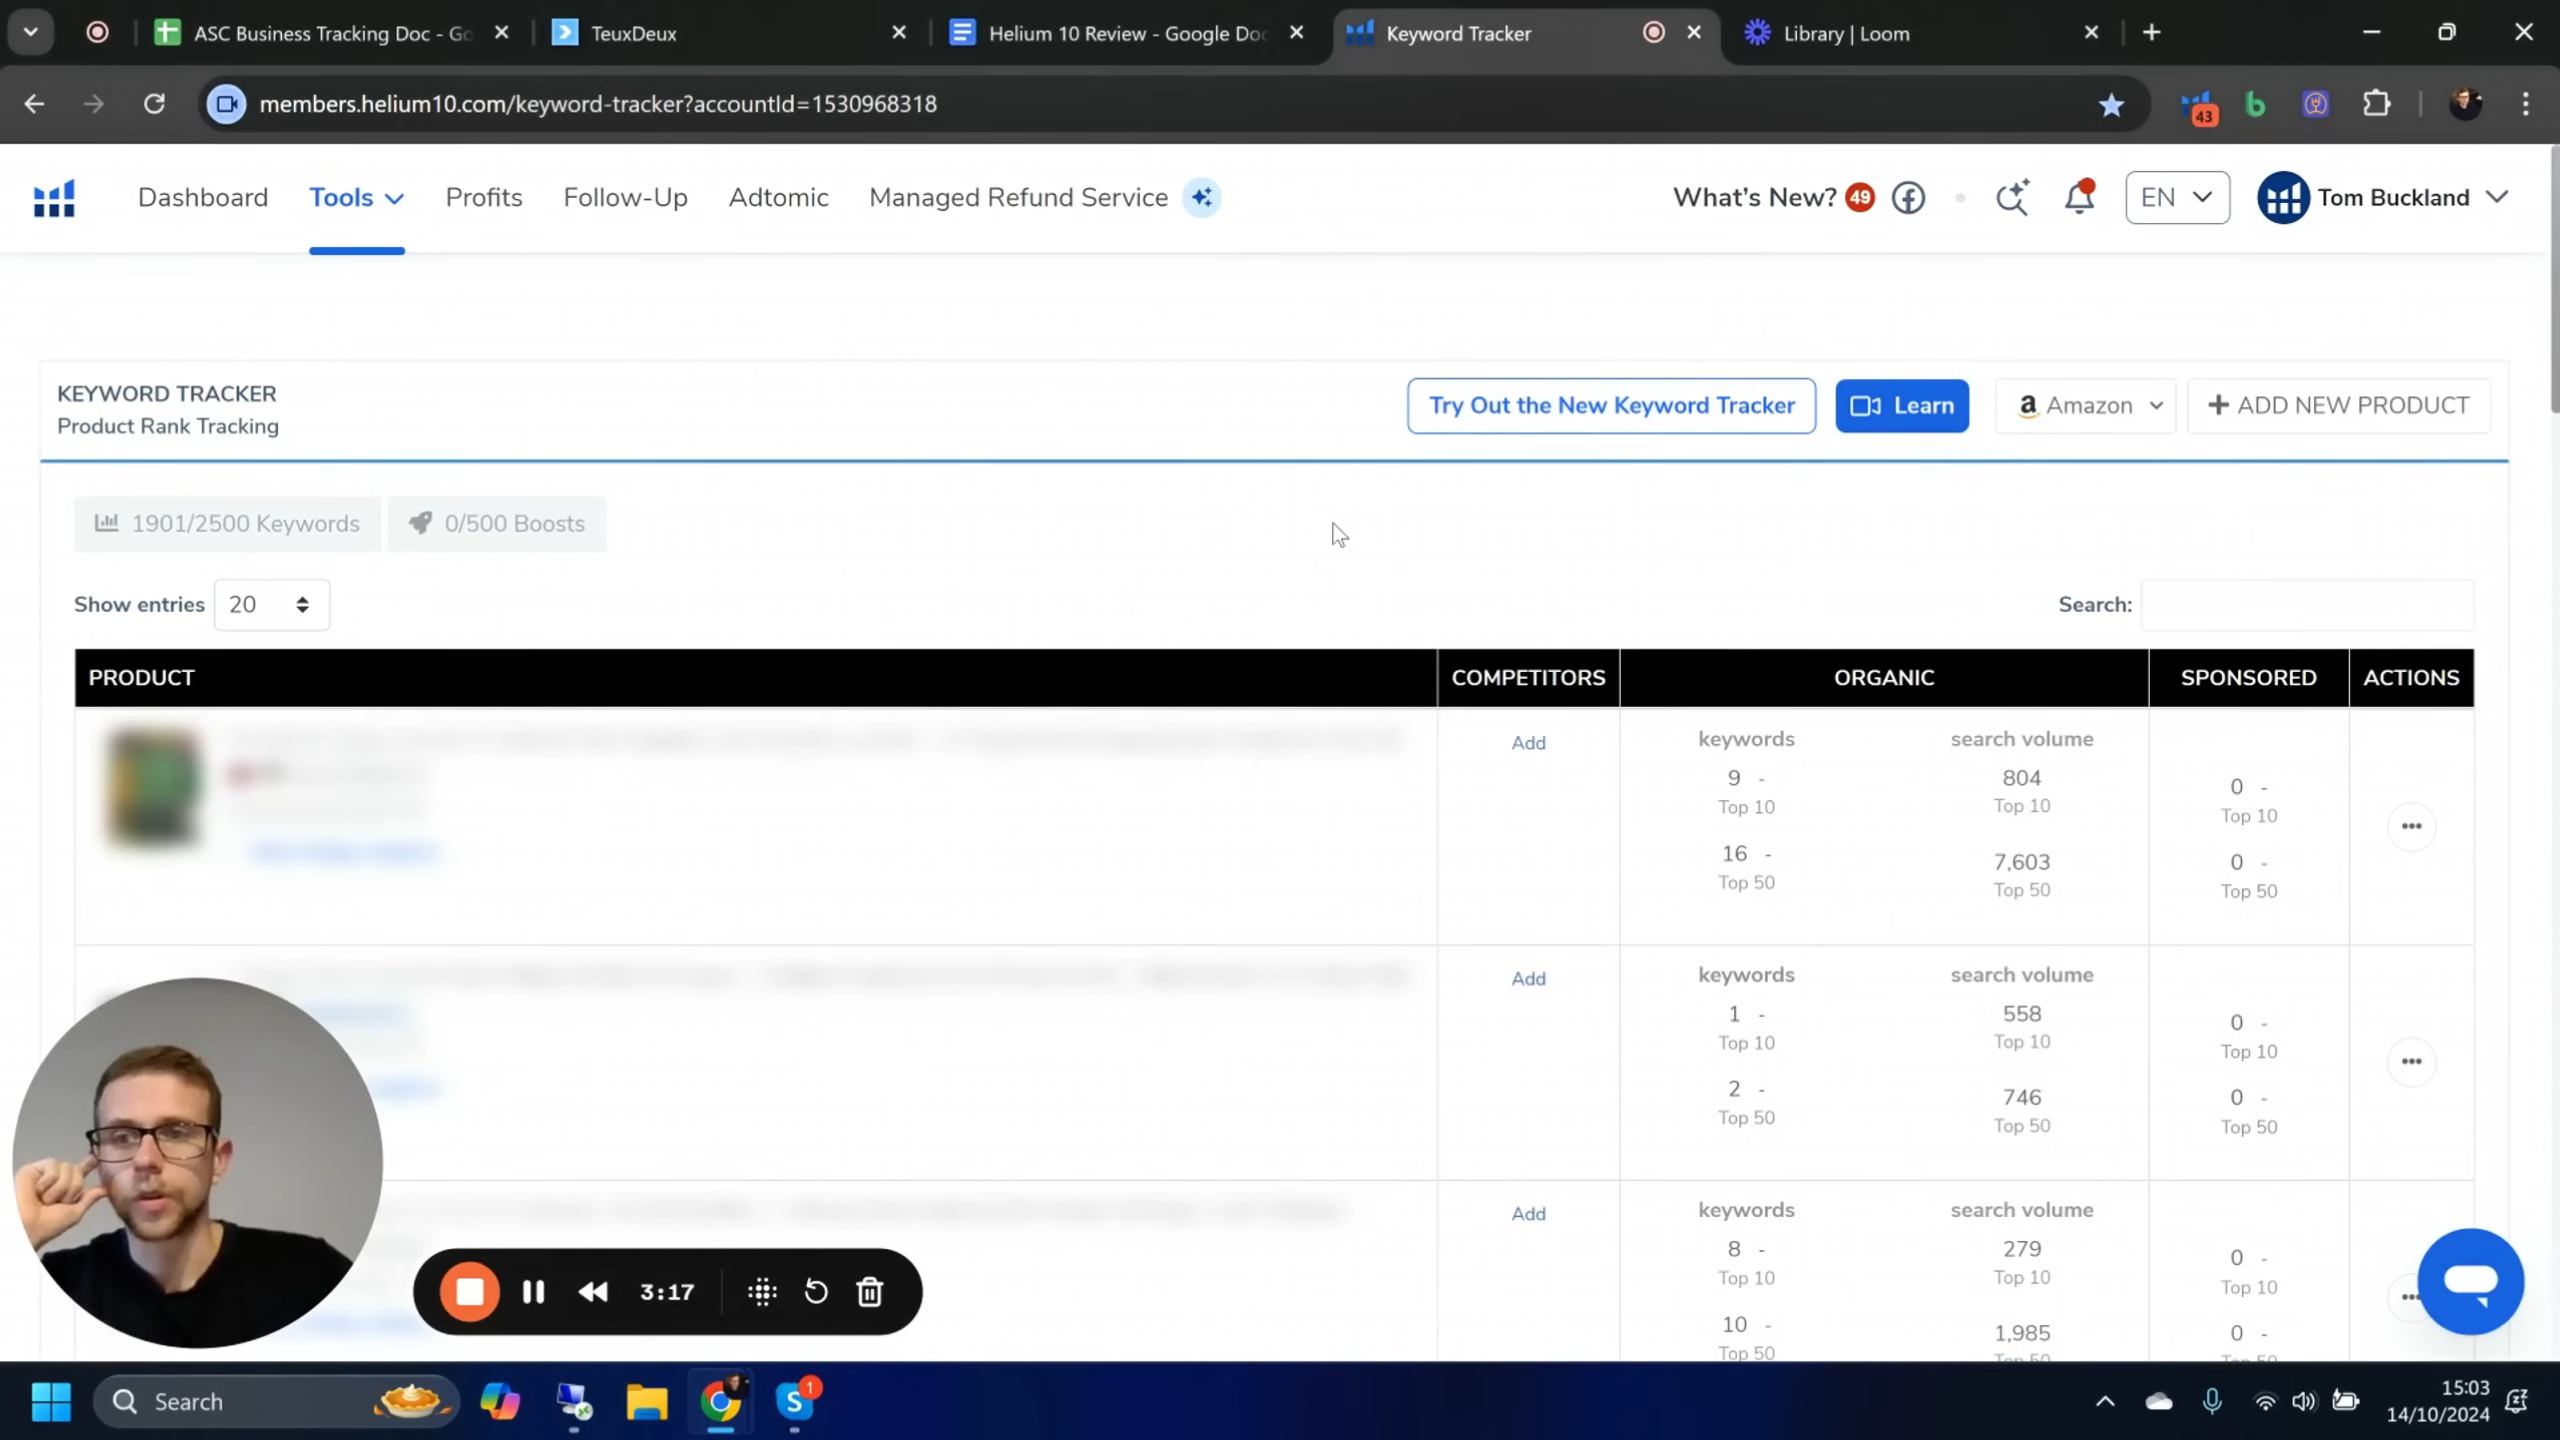 ASC Business Tracking Doc - Go
TeuxDeux
Helium 10 Review - Google Doc
Keyword Tracker
Library | Loom
members.helium10.com/keyword-tracker?accountId=1530968318
43
Dashboard
Tools
Profits
Follow-Up
Adtomic
Managed Refund Service
What's New? 49
EN
Tom Buckland
KEYWORD TRACKER
Product Rank Tracking
Try Out the New Keyword Tracker
Learn
Amazon
+ ADD NEW PRODUCT
1901/2500 Keywords
0/500 Boosts
Show entries 20
Search:
PRODUCT COMPETITORS ORGANIC SPONSORED ACTIONS
Add
keywords search volume
9 - 804 0 -
Top 10 Top 10 Top 10
16 - 7,603 0 -
Top 50 Top 50 Top 50
Add
keywords search volume
1 - 558 0 -
Top 10 Top 10 Top 10
2 - 746 0 -
Top 50 Top 50 Top 50
Add
keywords search volume
8 - 279 0 -
Top 10 Top 10 Top 10
10 - 1,985 0 -
Top 50 Top 50 Top 50
3:17
Search
S 1
15:03
14/10/2024